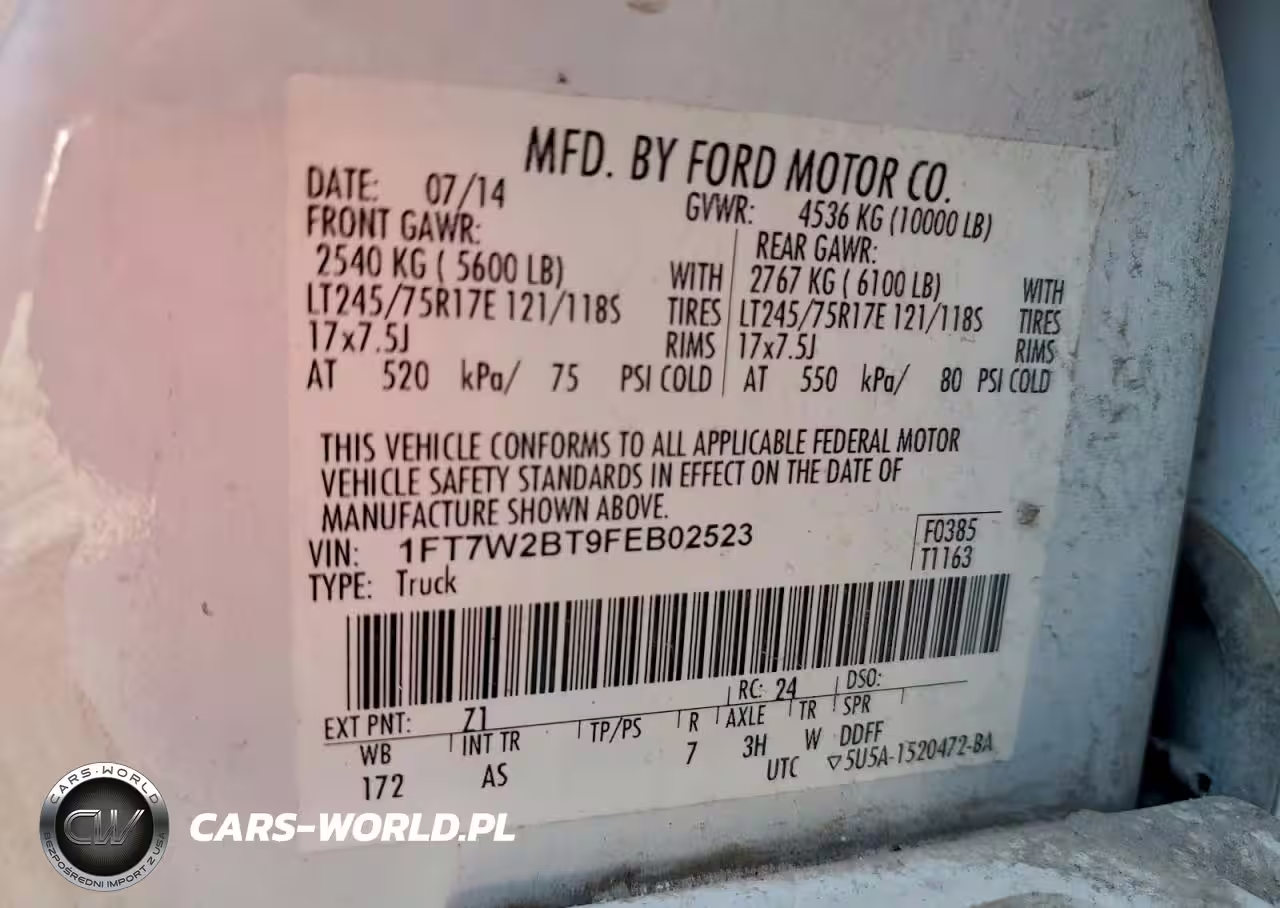 MFD. BY FORD MOTOR CO.
DATE: 07/14
GVWR: 4536 KG (10000 LB)
FRONT GAWR:
REAR GAWR:
2540 KG ( 5600 LB) WITH
2767 KG ( 6100 LB) WITH
LT245/75R17E 121/118S TIRES
LT245/75R17E 121/118S TIRES
17x7.5J RIMS
17x7.5J RIMS
AT 520 kPa/ 75 PSI COLD
AT 550 kPa/ 80 PSI COLD
THIS VEHICLE CONFORMS TO ALL APPLICABLE FEDERAL MOTOR
VEHICLE SAFETY STANDARDS IN EFFECT ON THE DATE OF
MANUFACTURE SHOWN ABOVE.
VIN: 1FT7W2BT9FEB02523
F0385
T1163
TYPE: Truck
EXT PNT: Z1 RC: 24 DSO:
WB INT TR TP/PS R AXLE TR SPR
172 AS 7 3H W DDFF
UTC ▽5U5A-1520472-BA
CARS-WORLD
CW
BEZPOŚREDNI IMPORT Z USA
CARS-WORLD.PL